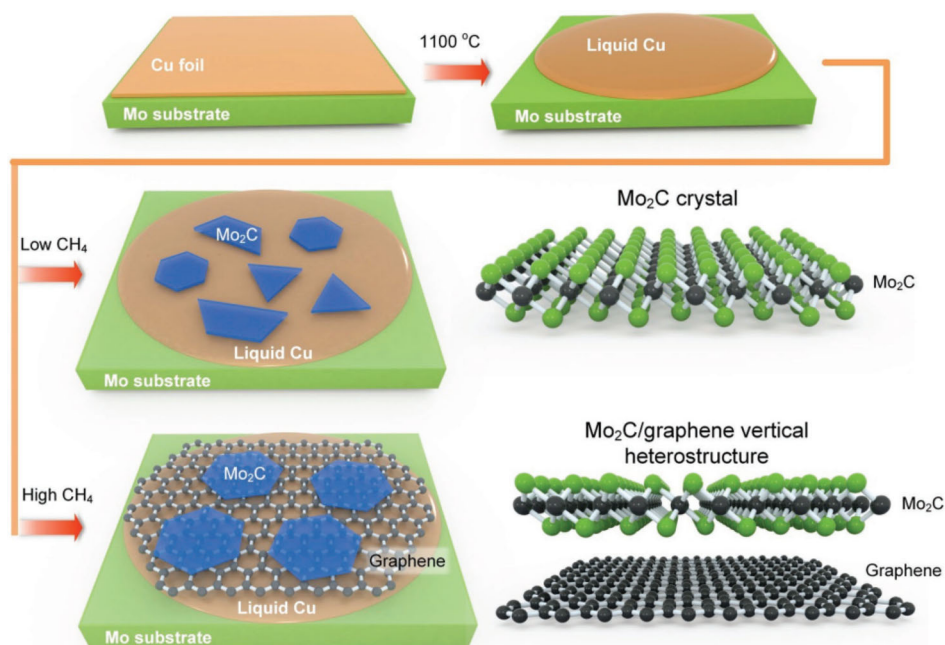 Cu foil
Mo substrate
1100 °C
Liquid Cu
Mo substrate
Low CH₄
Mo₂C
Liquid Cu
Mo substrate
Mo₂C crystal
Mo₂C
High CH₄
Mo₂C
Graphene
Liquid Cu
Mo substrate
Mo₂C/graphene vertical
heterostructure
Mo₂C
Graphene